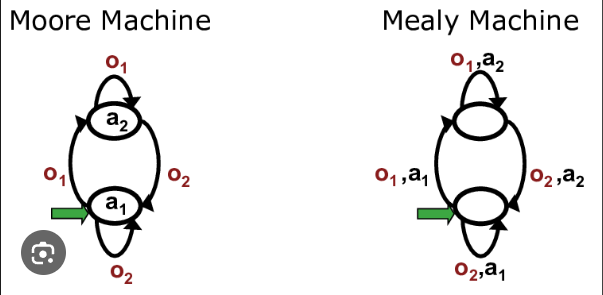 Moore Machine
o₁
a₂
o₁
o₂
a₁
o₂
Mealy Machine
o₁,a₂
o₁,a₁
o₂,a₂
o₂,a₁